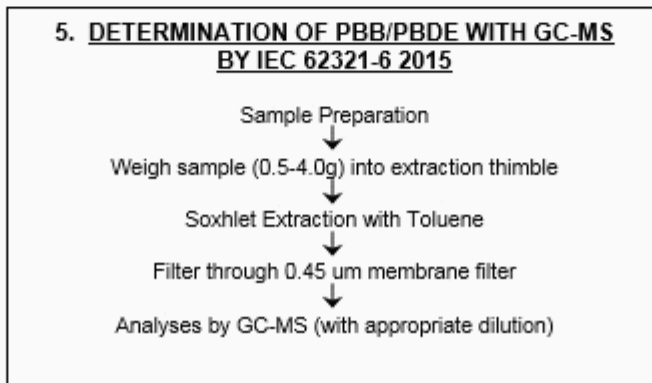 5. DETERMINATION OF PBB/PBDE WITH GC-MS
BY IEC 62321-6 2015
Sample Preparation
Weigh sample (0.5-4.0g) into extraction thimble
Soxhlet Extraction with Toluene
Filter through 0.45 um membrane filter
Analyses by GC-MS (with appropriate dilution)